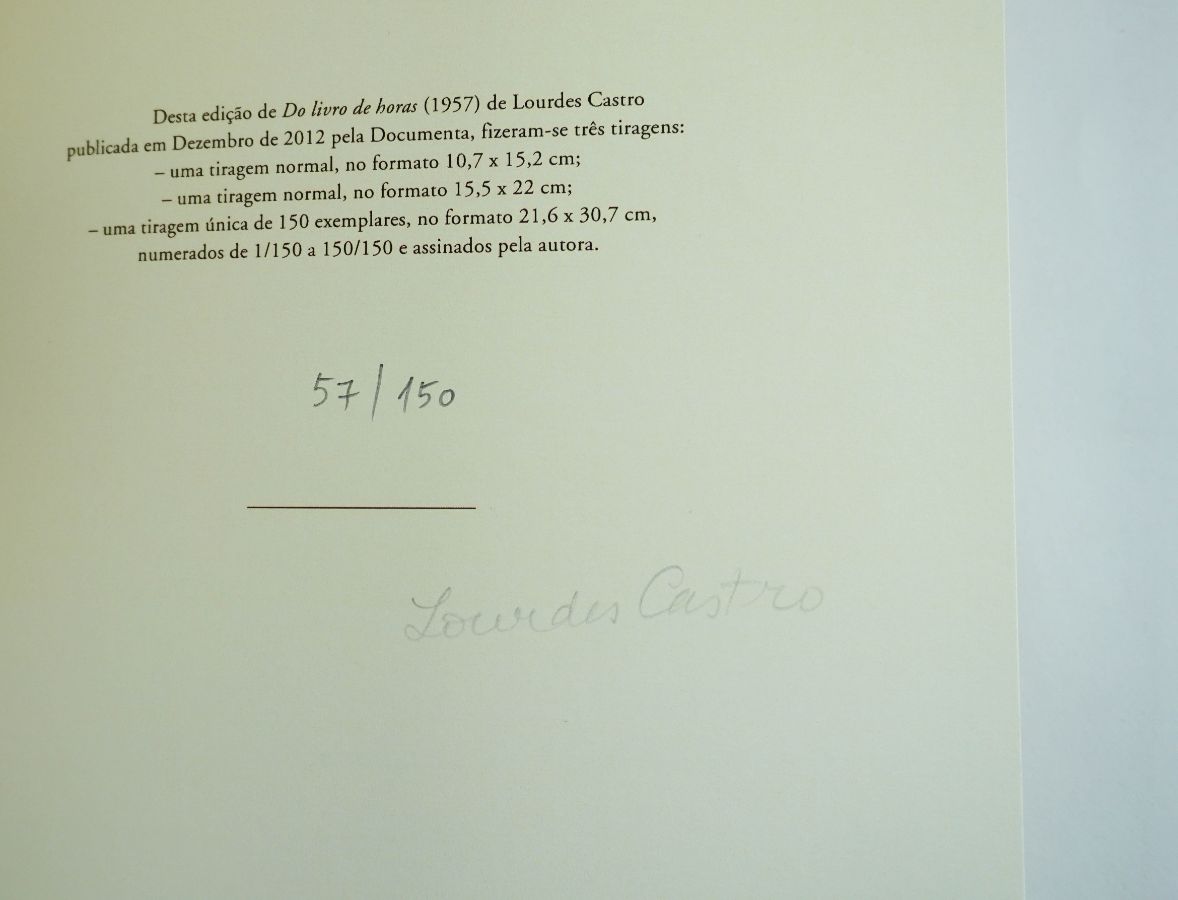 Desta edição de Do livro de horas (1957) de Lourdes Castro
publicada em Dezembro de 2012 pela Documenta, fizeram-se três tiragens:
– uma tiragem normal, no formato 10,7 x 15,2 cm;
– uma tiragem normal, no formato 15,5 x 22 cm;
– uma tiragem única de 150 exemplares, no formato 21,6 x 30,7 cm,
numerados de 1/150 a 150/150 e assinados pela autora.
57/150
Lourdes Castro